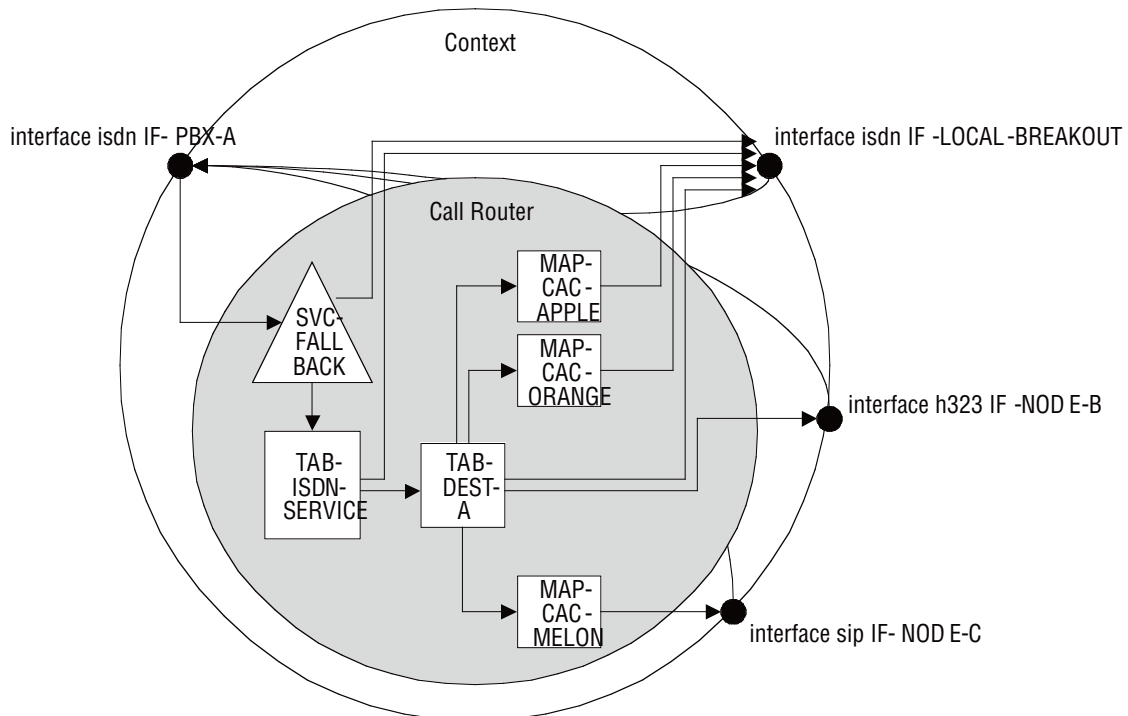 Context
interface isdn IF- PBX-A
interface isdn IF -LOCAL -BREAKOUT
Call Router
MAP-
CAC -
APPLE
SVC-
FALL
BACK
MAP-
CAC -
ORANGE
interface h323 IF -NOD E-B
TAB-
ISDN-
SERVICE
TAB-
DEST-
A
MAP-
CAC -
MELON
interface sip IF- NOD E-C